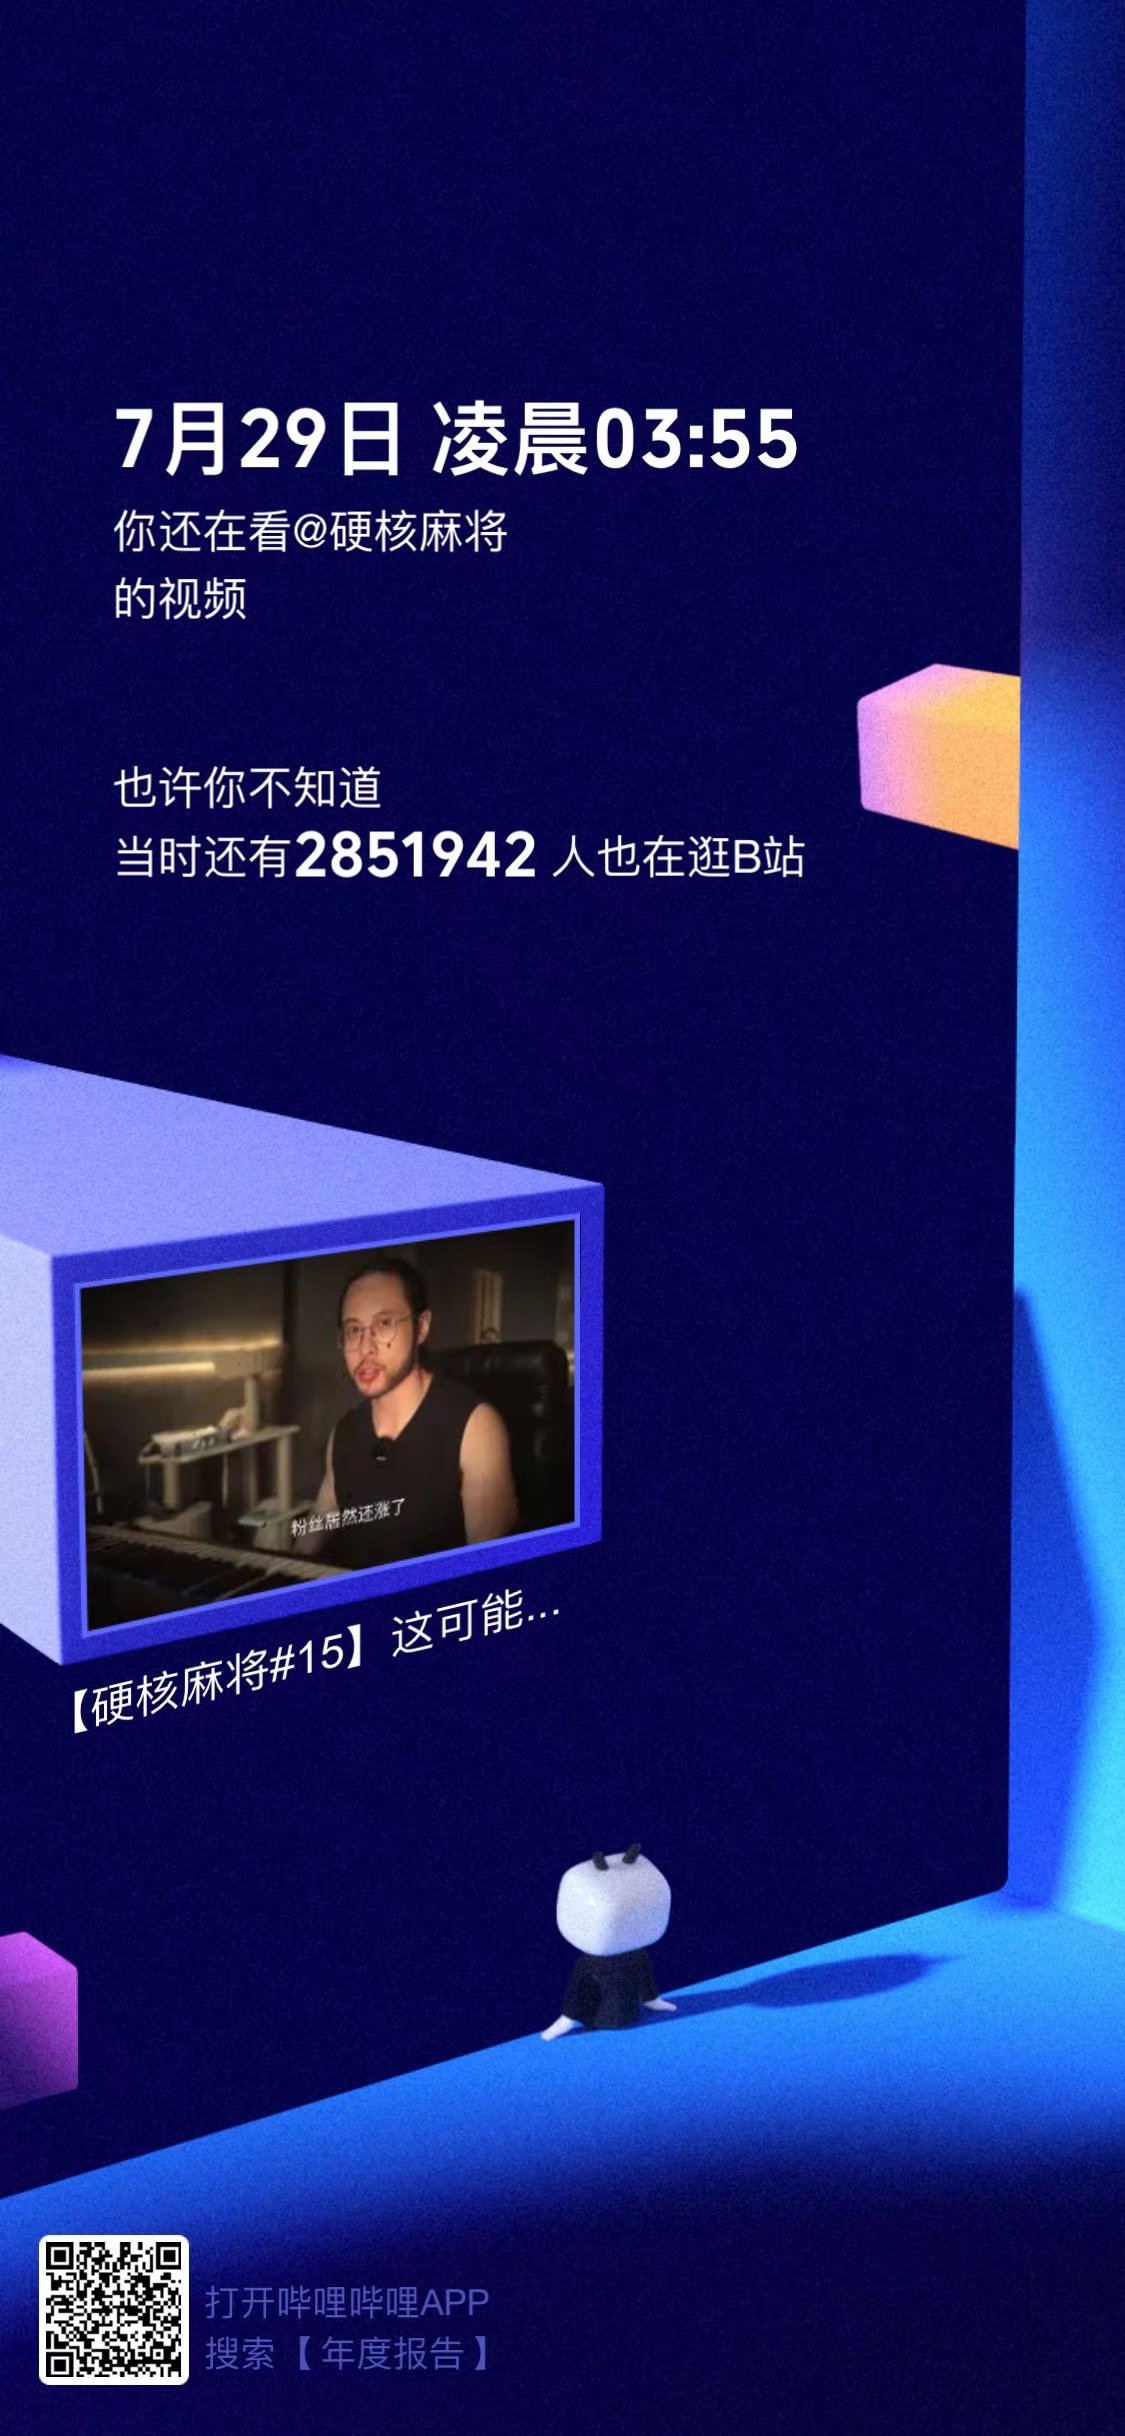 7月29日 凌晨03:55
你还在看@硬核麻将
的视频
也许你不知道
当时还有2851942 人也在逛B站
粉丝居然还涨了
【硬核麻将#15】这可能...
打开哔哩哔哩APP
搜索【年度报告】